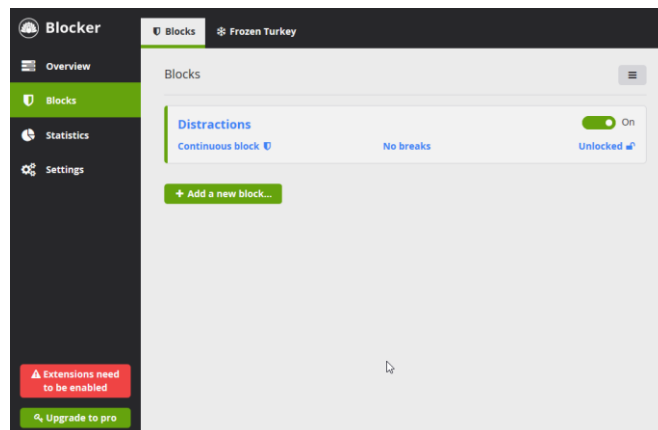 Blocker
Overview
Blocks
Statistics
Settings
Extensions need
to be enabled
Upgrade to pro
Blocks
Frozen Turkey
Blocks
Distractions
On
Continuous block
No breaks
Unlocked
+ Add a new block...